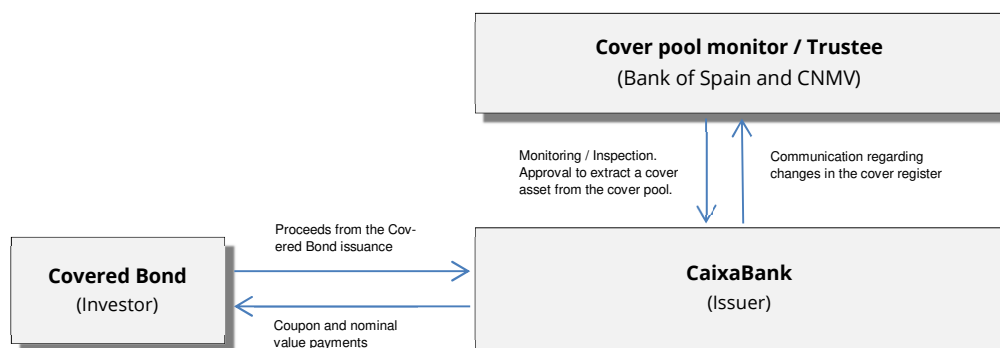 Cover pool monitor / Trustee
(Bank of Spain and CNMV)
Monitoring / Inspection.
Approval to extract a cover
asset from the cover pool.
Communication regarding
changes in the cover register
Proceeds from the Cov-
ered Bond issuance
Covered Bond
(Investor)
CaixaBank
(Issuer)
Coupon and nominal
value payments